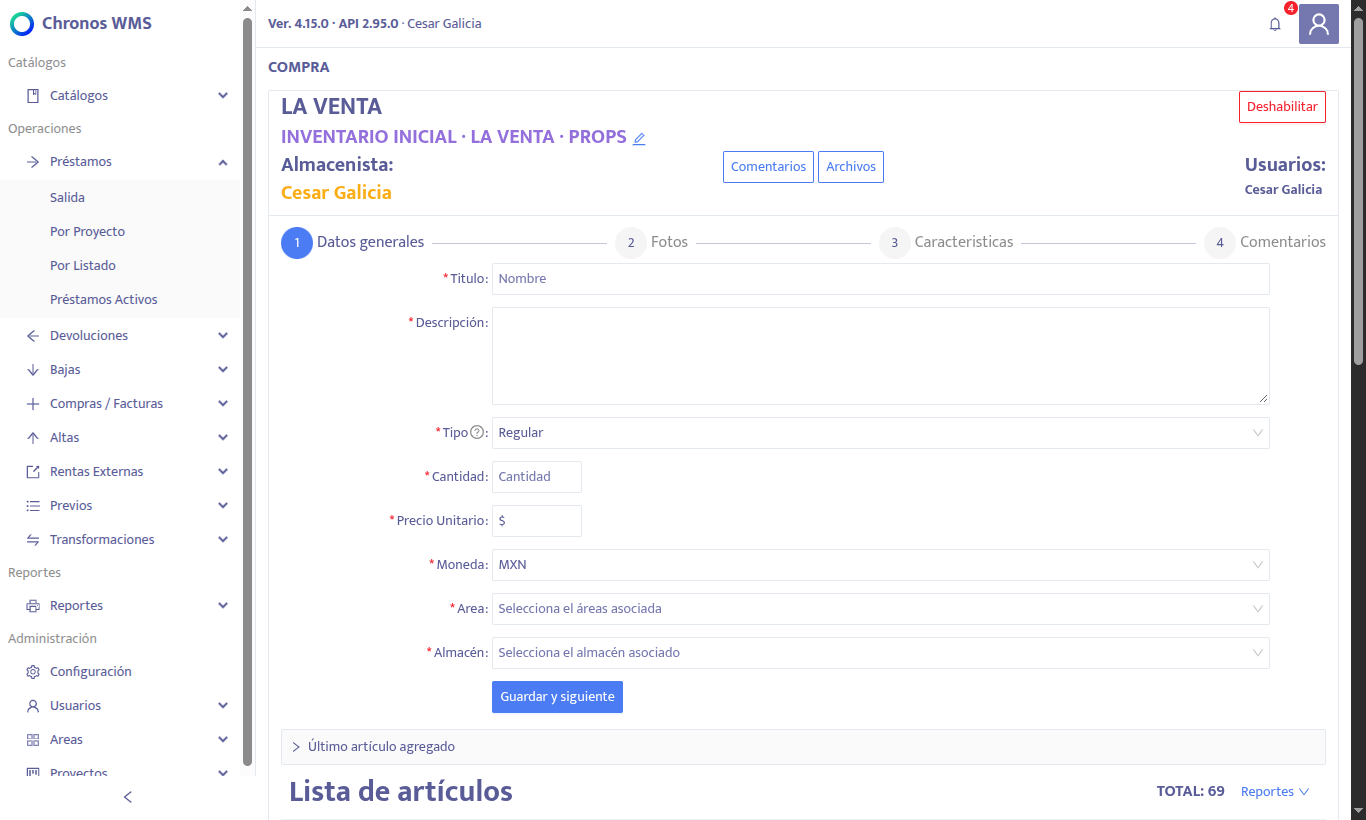 Chronos WMS
Catálogos
Catálogos
Operaciones
Préstamos
Salida
Por Proyecto
Por Listado
Préstamos Activos
Devoluciones
Bajas
Compras / Facturas
Altas
Rentas Externas
Previos
Transformaciones
Reportes
Reportes
Administración
Configuración
Usuarios
Areas
Proyectos
Ver. 4.15.0 · API 2.95.0 · Cesar Galicia
4
COMPRA
LA VENTA
Deshabilitar
INVENTARIO INICIAL · LA VENTA · PROPS
Almacenista:
Comentarios
Archivos
Usuarios:
Cesar Galicia
Cesar Galicia
1 Datos generales
2 Fotos
3 Caracteristicas
4 Comentarios
* Titulo: Nombre
* Descripción:
* Tipo ? : Regular
* Cantidad: Cantidad
* Precio Unitario: $
* Moneda: MXN
* Area: Selecciona el áreas asociada
* Almacén: Selecciona el almacén asociado
Guardar y siguiente
Último artículo agregado
Lista de artículos
TOTAL: 69
Reportes